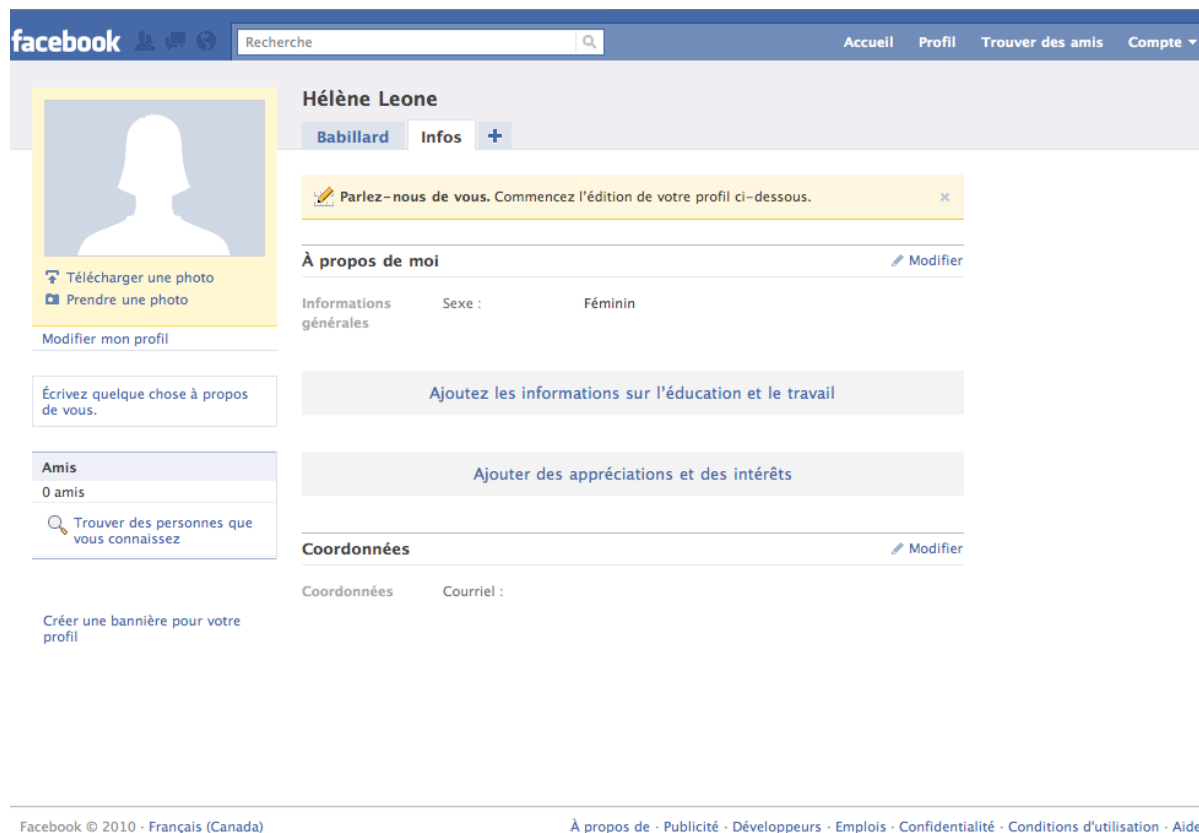 facebook
Recherche
Accueil Profil Trouver des amis Compte
Hélène Leone
Babillard Infos +
Parlez-nous de vous. Commencez l'édition de votre profil ci-dessous.
Télécharger une photo
Prendre une photo
Modifier mon profil
Écrivez quelque chose à propos
de vous.
Amis
0 amis
Trouver des personnes que
vous connaissez
Créer une bannière pour votre
profil
À propos de moi Modifier
Informations
générales
Sexe : Féminin
Ajoutez les informations sur l'éducation et le travail
Ajouter des appréciations et des intérêts
Coordonnées Modifier
Coordonnées Courriel :
Facebook © 2010 · Français (Canada)
À propos de · Publicité · Développeurs · Emplois · Confidentialité · Conditions d'utilisation · Aide